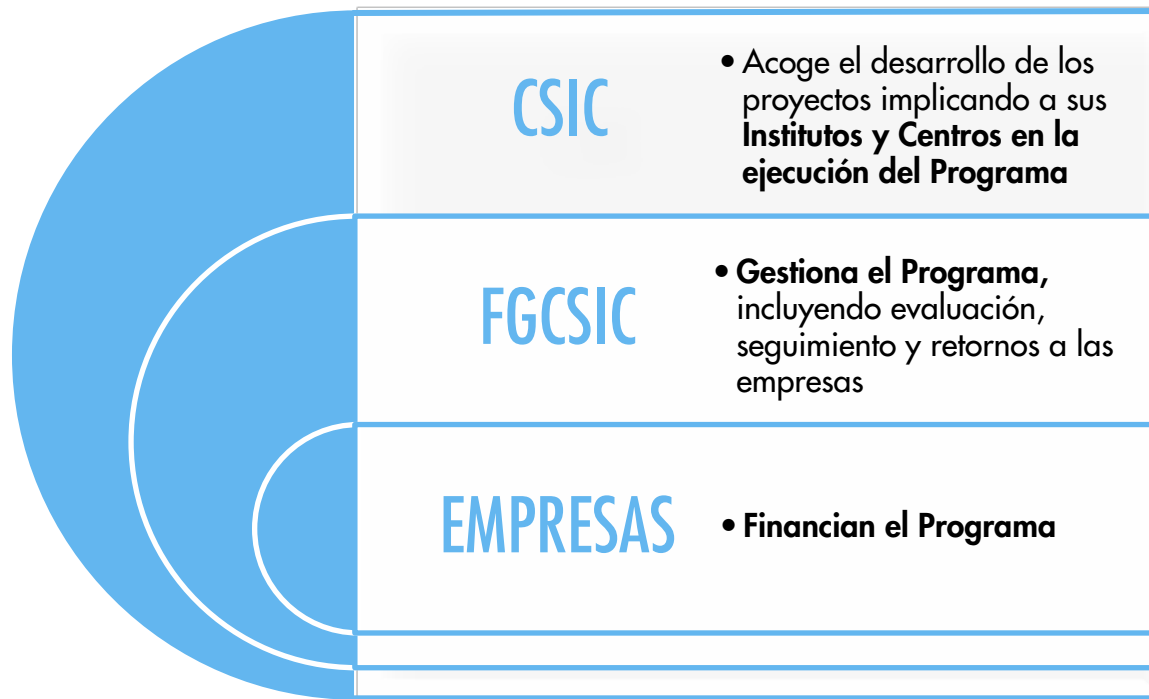 CSIC
• Acoge el desarrollo de los
proyectos implicando a sus
Institutos y Centros en la
ejecución del Programa
FGCSIC
• Gestiona el Programa,
incluyendo evaluación,
seguimiento y retornos a las
empresas
EMPRESAS
• Financian el Programa